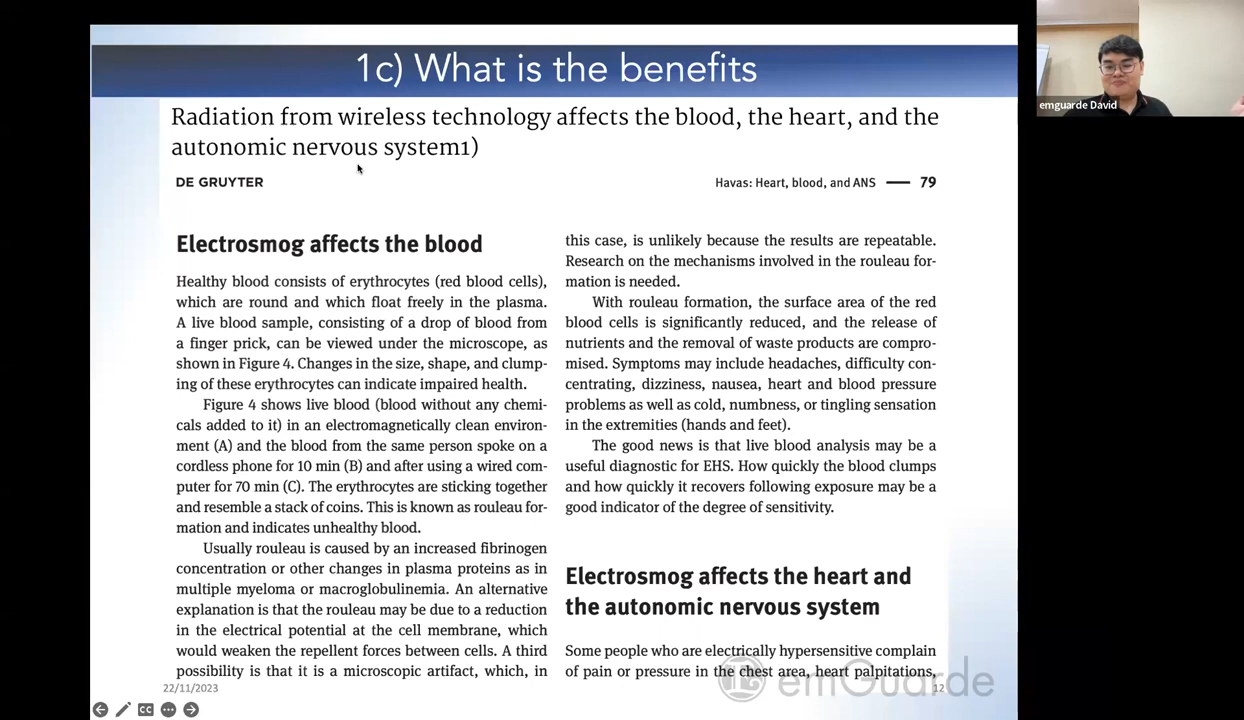 1c) What is the benefits
emguarde David
Radiation from wireless technology affects the blood, the heart, and the
autonomic nervous system1)
DE GRUYTER
Havas: Heart, blood, and ANS — 79
Electrosmog affects the blood
Healthy blood consists of erythrocytes (red blood cells),
which are round and which float freely in the plasma.
A live blood sample, consisting of a drop of blood from
a finger prick, can be viewed under the microscope, as
shown in Figure 4. Changes in the size, shape, and clump-
ing of these erythrocytes can indicate impaired health.
Figure 4 shows live blood (blood without any chemi-
cals added to it) in an electromagnetically clean environ-
ment (A) and the blood from the same person spoke on a
cordless phone for 10 min (B) and after using a wired com-
puter for 70 min (C). The erythrocytes are sticking together
and resemble a stack of coins. This is known as rouleau for-
mation and indicates unhealthy blood.
Usually rouleau is caused by an increased fibrinogen
concentration or other changes in plasma proteins as in
multiple myeloma or macroglobulinemia. An alternative
explanation is that the rouleau may be due to a reduction
in the electrical potential at the cell membrane, which
would weaken the repellent forces between cells. A third
possibility is that it is a microscopic artifact, which, in
this case, is unlikely because the results are repeatable.
Research on the mechanisms involved in the rouleau for-
mation is needed.
With rouleau formation, the surface area of the red
blood cells is significantly reduced, and the release of
nutrients and the removal of waste products are compro-
mised. Symptoms may include headaches, difficulty con-
centrating, dizziness, nausea, heart and blood pressure
problems as well as cold, numbness, or tingling sensation
in the extremities (hands and feet).
The good news is that live blood analysis may be a
useful diagnostic for EHS. How quickly the blood clumps
and how quickly it recovers following exposure may be a
good indicator of the degree of sensitivity.
Electrosmog affects the heart and
the autonomic nervous system
Some people who are electrically hypersensitive complain
of pain or pressure in the chest area, heart palpitations,
22/11/2023
emGuarde
12
CC